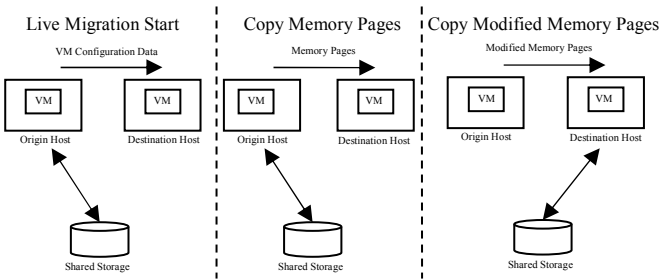 Live Migration Start
VM Configuration Data
VM
VM
Origin Host
Destination Host
Shared Storage
Copy Memory Pages
Memory Pages
VM
VM
Origin Host
Destination Host
Shared Storage
Copy Modified Memory Pages
Modified Memory Pages
VM
VM
Origin Host
Destination Host
Shared Storage